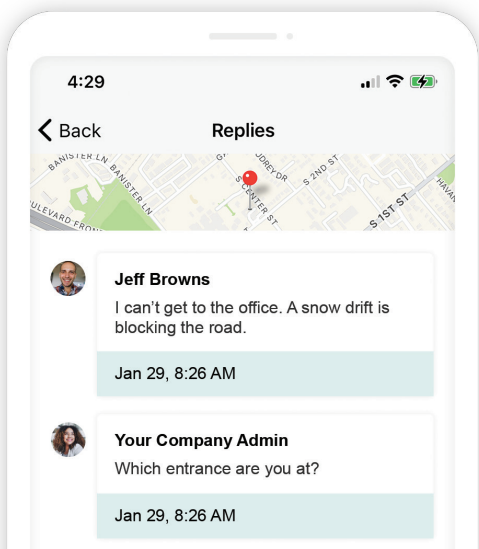 4:29
Back
Replies
BANISTER LN
BANISTER LN
S CENTER ST
S 2ND ST
S 1ST ST
Jeff Browns
I can't get to the office. A snow drift is
blocking the road.
Jan 29, 8:26 AM
Your Company Admin
Which entrance are you at?
Jan 29, 8:26 AM